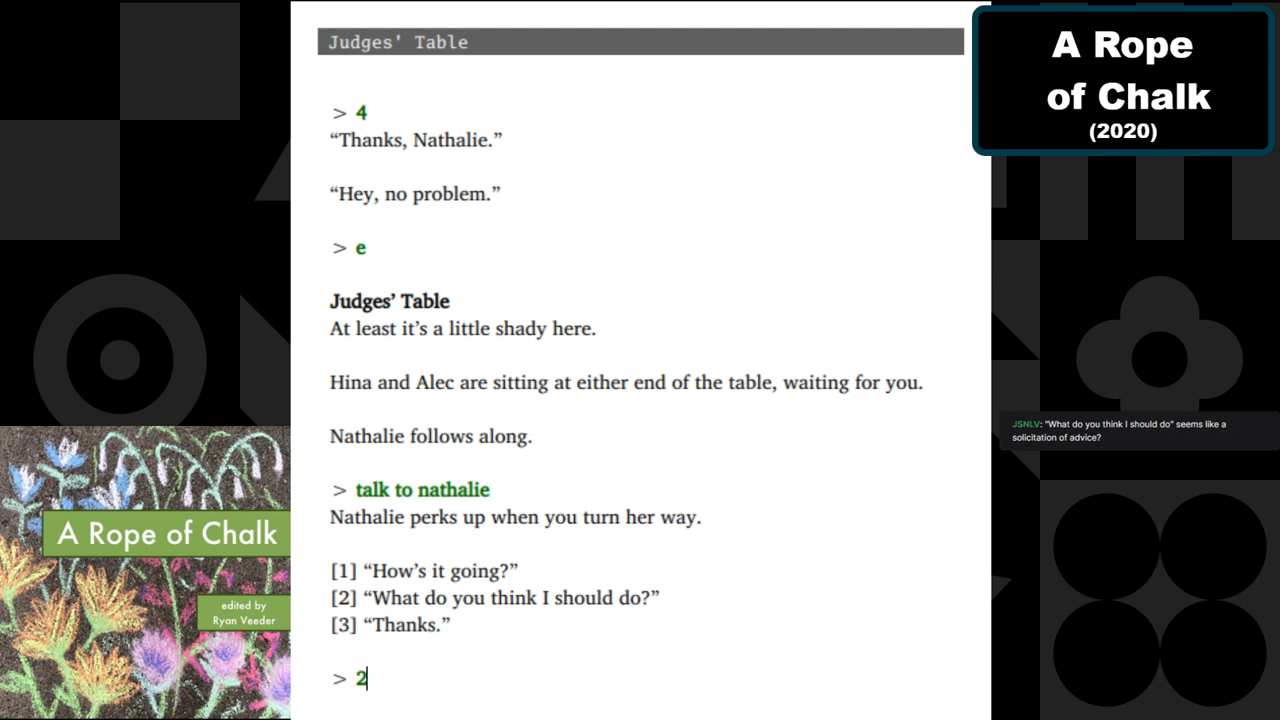 Judges' Table
> 4
“Thanks, Nathalie.”
“Hey, no problem.”
> e
Judges’ Table
At least it’s a little shady here.
Hina and Alec are sitting at either end of the table, waiting for you.
Nathalie follows along.
> talk to nathalie
Nathalie perks up when you turn her way.
[1] “How’s it going?”
[2] “What do you think I should do?”
[3] “Thanks.”
> 2
A Rope
of Chalk
(2020)
JSNLV: "What do you think I should do" seems like a
solicitation of advice?
A Rope of Chalk
edited by
Ryan Veeder